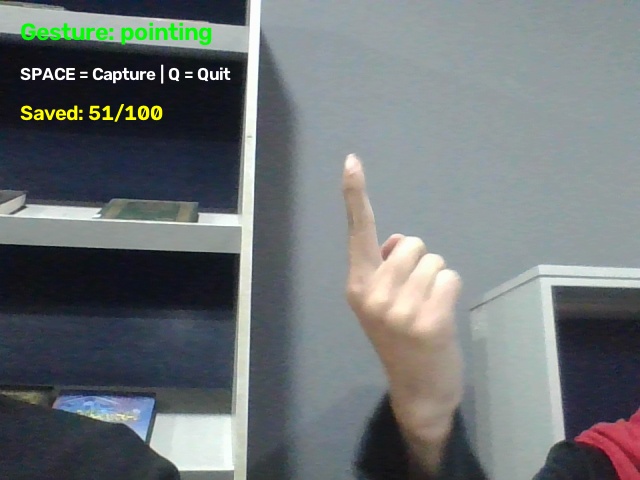 Gesture: pointing
SPACE = Capture | Q = Quit
Saved: 51/100